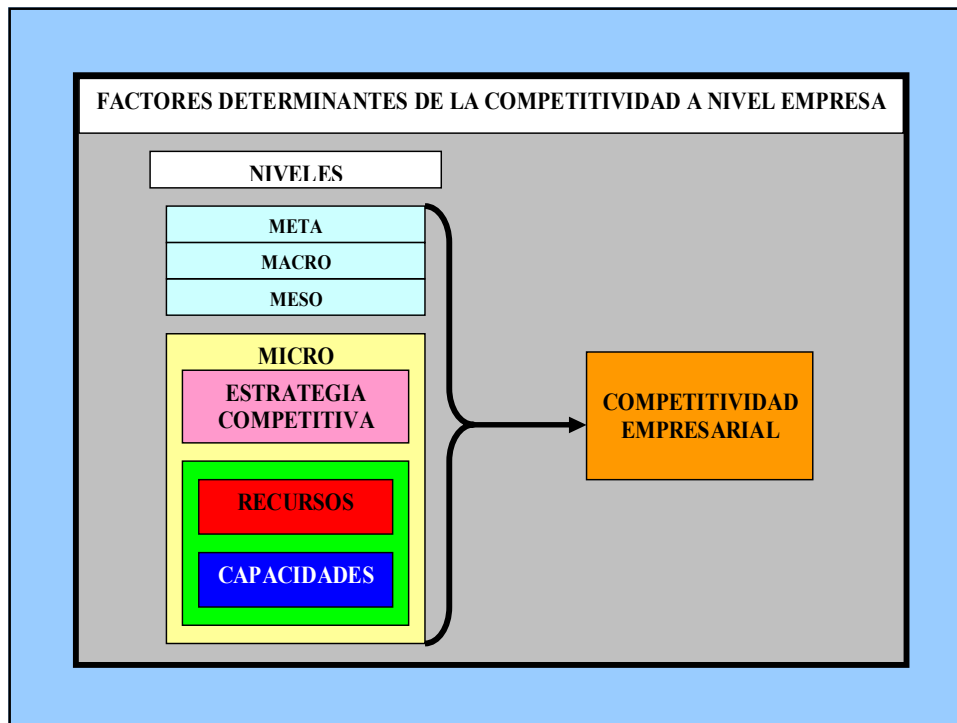 FACTORES DETERMINANTES DE LA COMPETITIVIDAD A NIVEL EMPRESA
NIVELES
META
MACRO
MESO
MICRO
ESTRATEGIA
COMPETITIVA
RECURSOS
CAPACIDADES
COMPETITIVIDAD
EMPRESARIAL